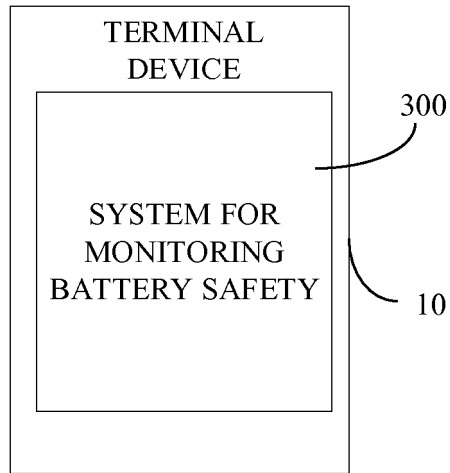 TERMINAL
DEVICE
300
SYSTEM FOR
MONITORING
BATTERY SAFETY
10